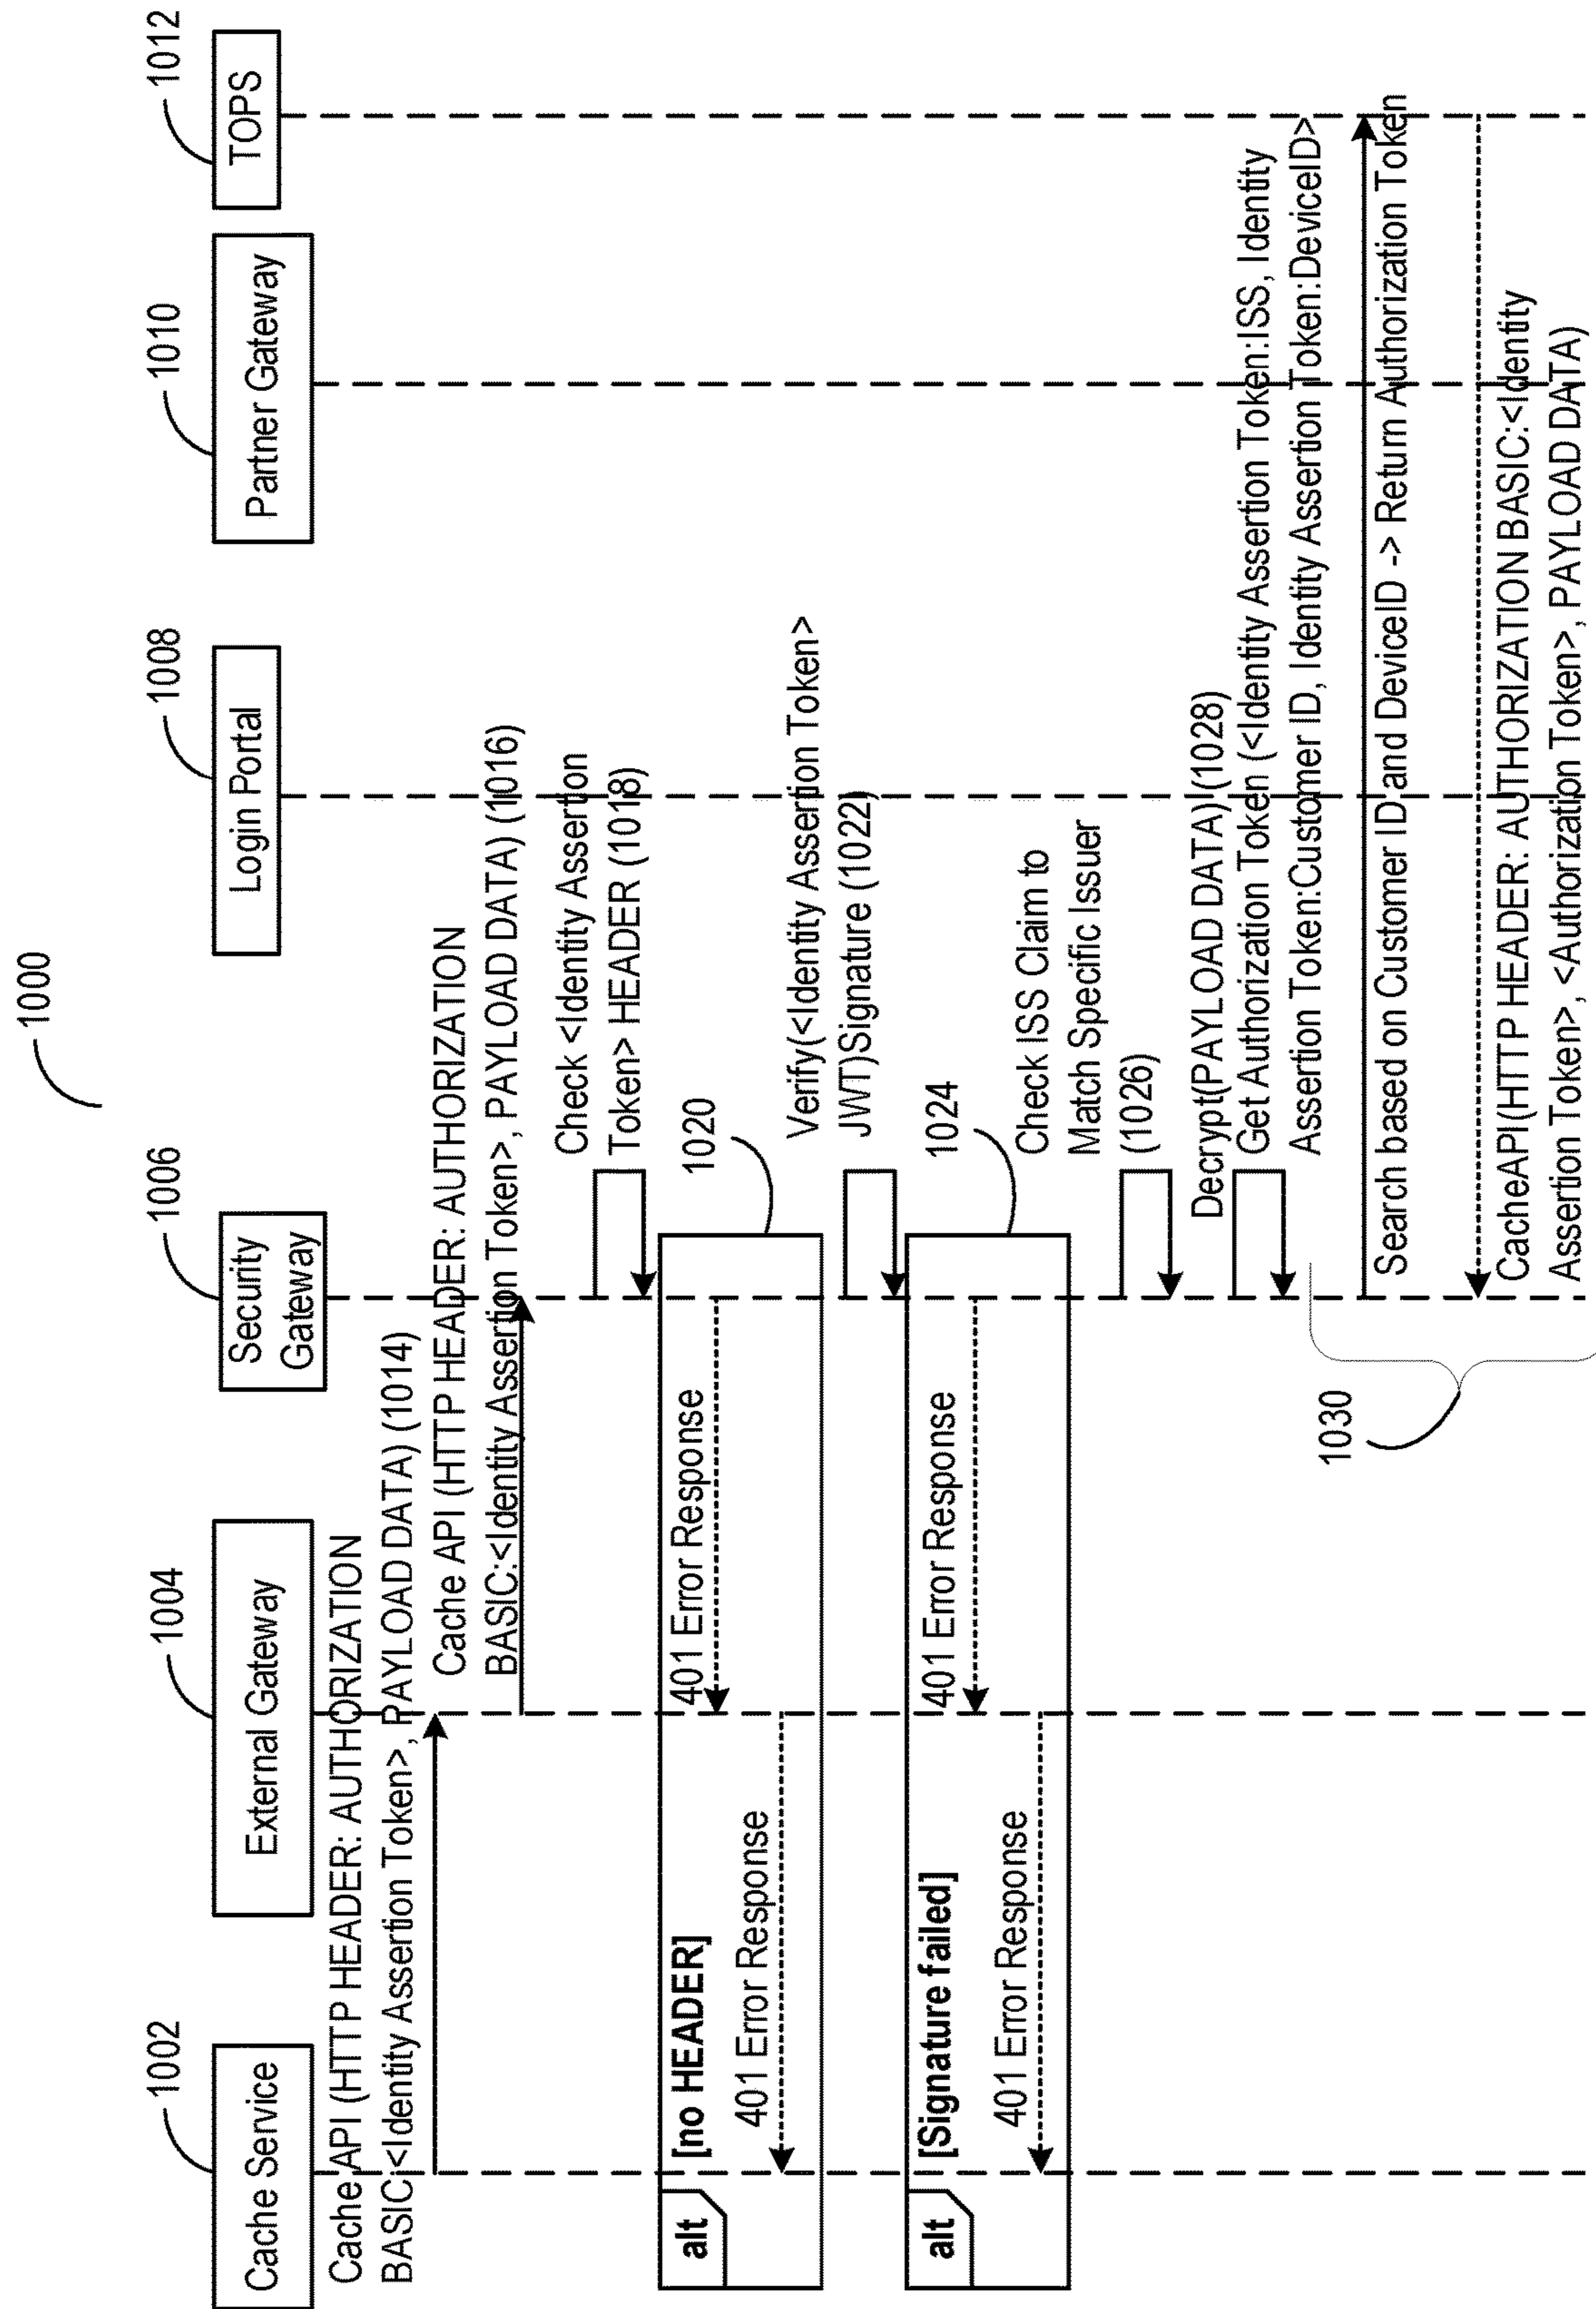 1000
1002
1004
1006
1008
1010
1012
Cache Service
External Gateway
Security
Gateway
Login Portal
Partner Gateway
TOPS
Cache API (HTTP HEADER: AUTHORIZATION
BASIC:<Identity Assertion Token>, PAYLOAD DATA) (1014)
Cache API (HTTP HEADER: AUTHORIZATION
BASIC:<Identity Assertion Token>, PAYLOAD DATA) (1016)
Check <Identity Assertion
Token> HEADER (1018)
1020
alt
[no HEADER]
401 Error Response
401 Error Response
Verify(<Identity Assertion Token>
JWT)Signature (1022)
1024
alt
[Signature failed]
401 Error Response
401 Error Response
Check ISS Claim to
Match Specific Issuer
(1026)
Decrypt(PAYLOAD DATA) (1028)
Get Authorization Token (<Identity Assertion Token:ISS, Identity
Assertion Token:Customer ID, Identity Assertion Token:DeviceID>
1030
Search based on Customer ID and DeviceID -> Return Authorization Token
CacheAPI(HTTP HEADER: AUTHORIZATION BASIC:<Identity
Assertion Token>, <Authorization Token>, PAYLOAD DATA)